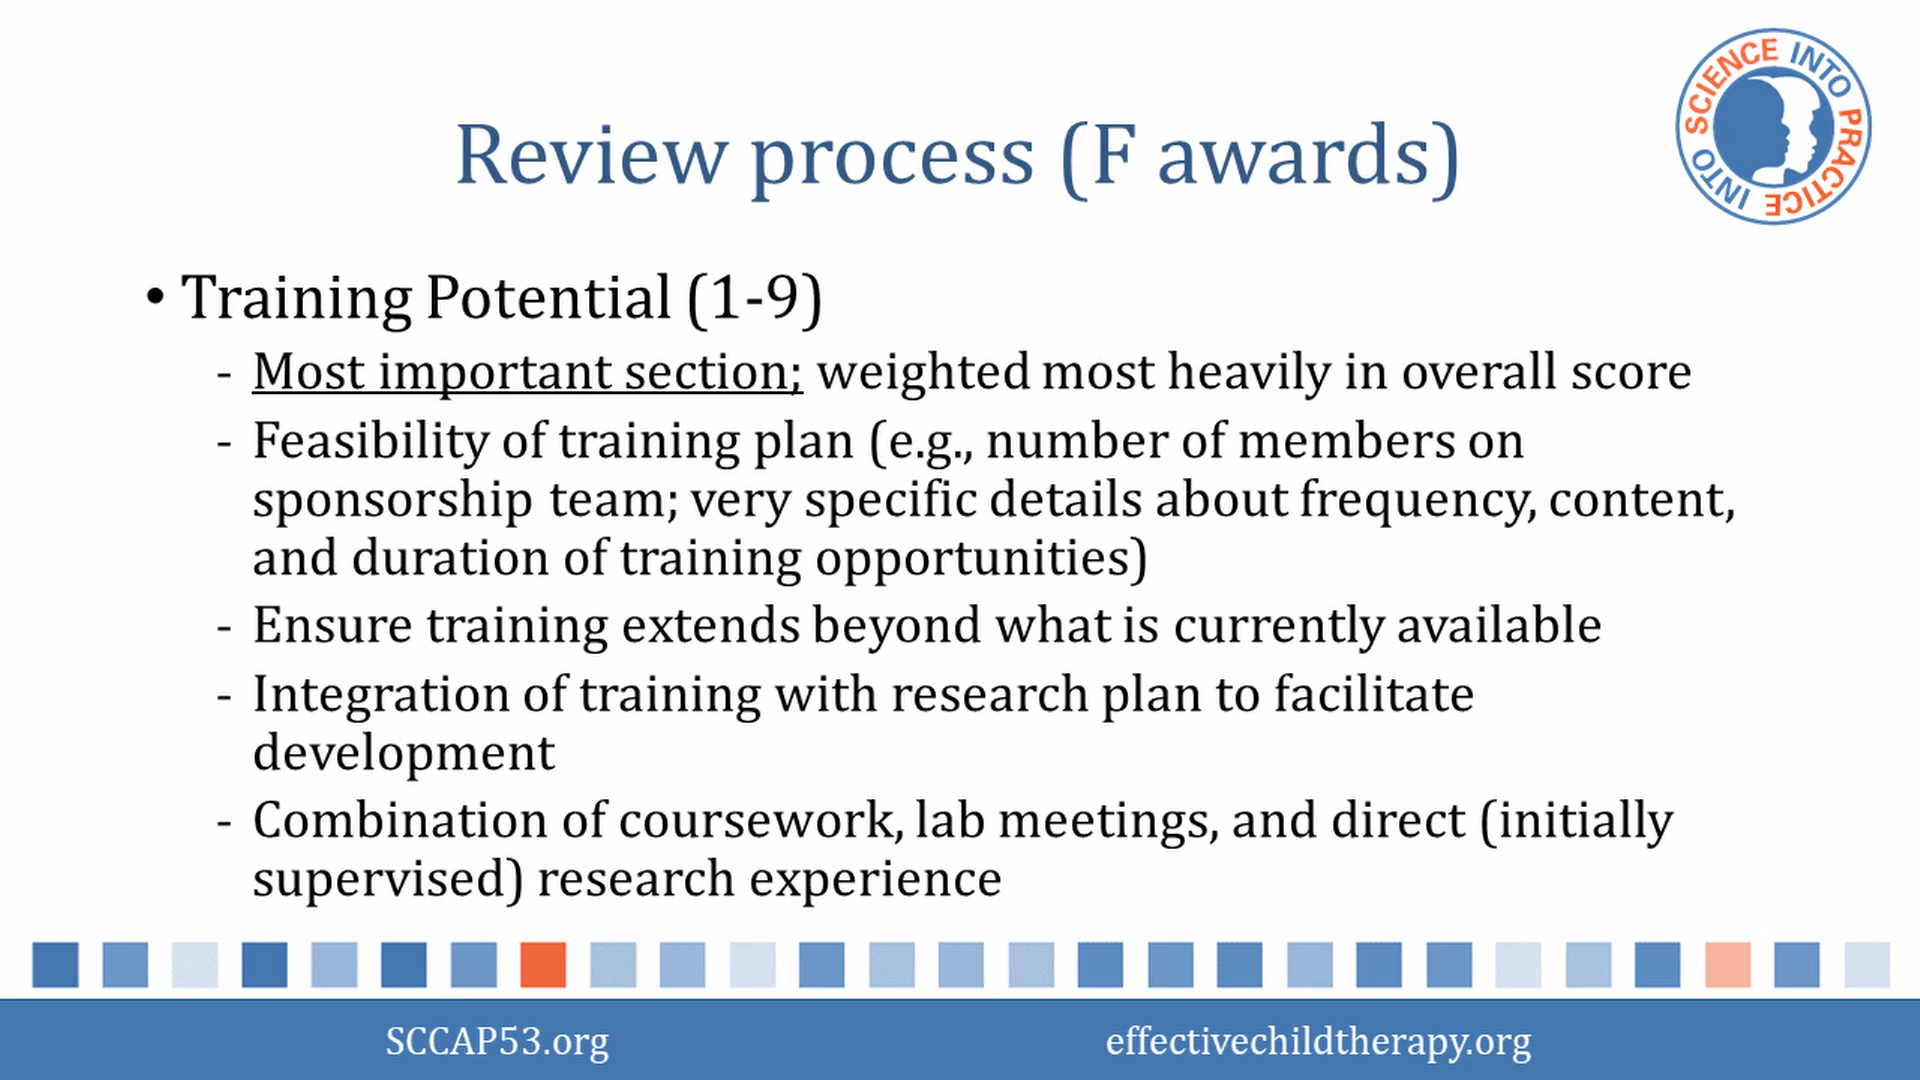 SCIENCE INTO PRACTICE INTO
Review process (F awards)
• Training Potential (1-9)
- Most important section; weighted most heavily in overall score
- Feasibility of training plan (e.g., number of members on
sponsorship team; very specific details about frequency, content,
and duration of training opportunities)
- Ensure training extends beyond what is currently available
- Integration of training with research plan to facilitate
development
- Combination of coursework, lab meetings, and direct (initially
supervised) research experience
SCCAP53.org
effectivechildtherapy.org